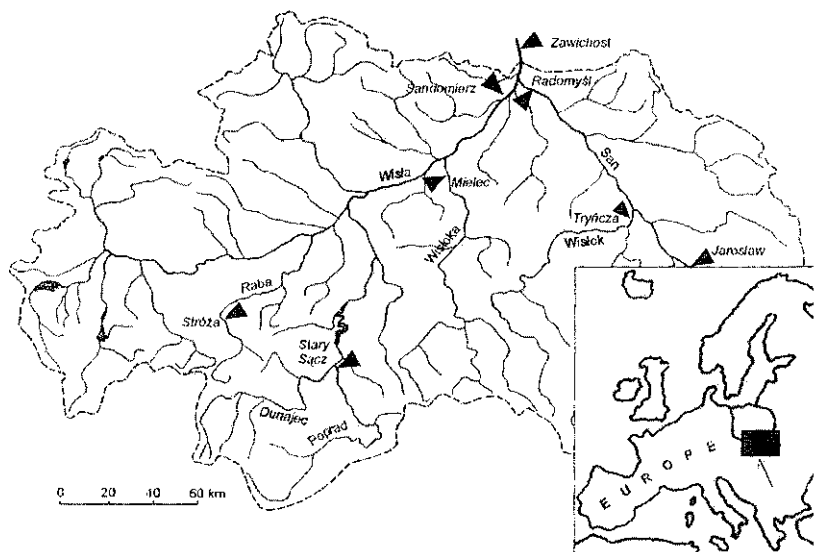 Zawichost
Sandomierz
Radomyśl
San
Wisła
Mielec
Tryńcza
Wisłok
Wisłoka
Jarosław
Raba
Stróża
Stary
Sącz
Dunajec
Poprad
0 20 40 60 km
EUROPE